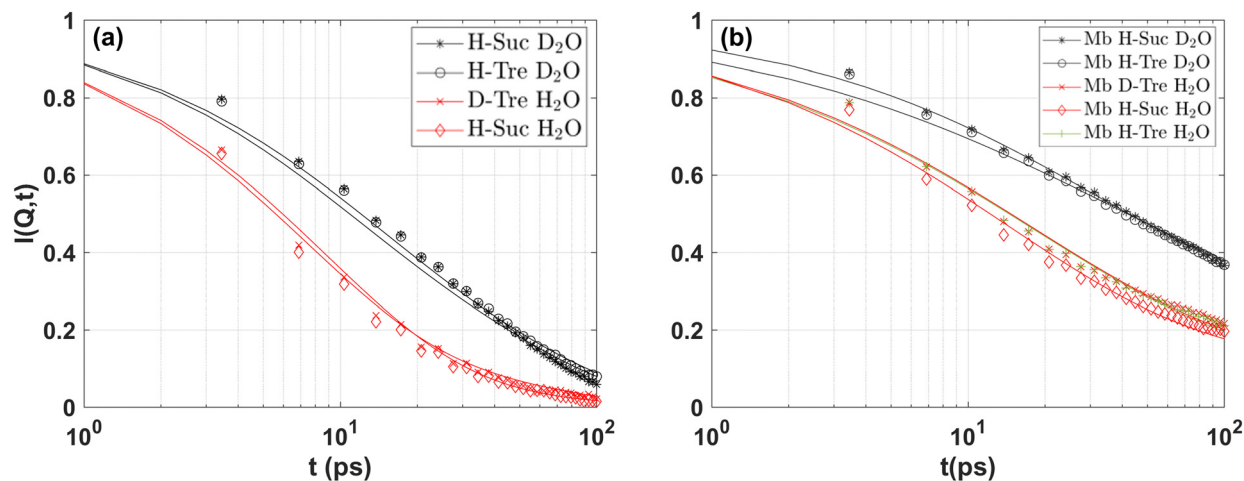 (a)
H-Suc D₂O
H-Tre D₂O
D-Tre H₂O
H-Suc H₂O
I(Q,t)
1
0.8
0.6
0.4
0.2
0
10⁰
10¹
10²
t (ps)
(b)
Mb H-Suc D₂O
Mb H-Tre D₂O
Mb D-Tre H₂O
Mb H-Suc H₂O
Mb H-Tre H₂O
1
0.8
0.6
0.4
0.2
0
10⁰
10¹
10²
t(ps)